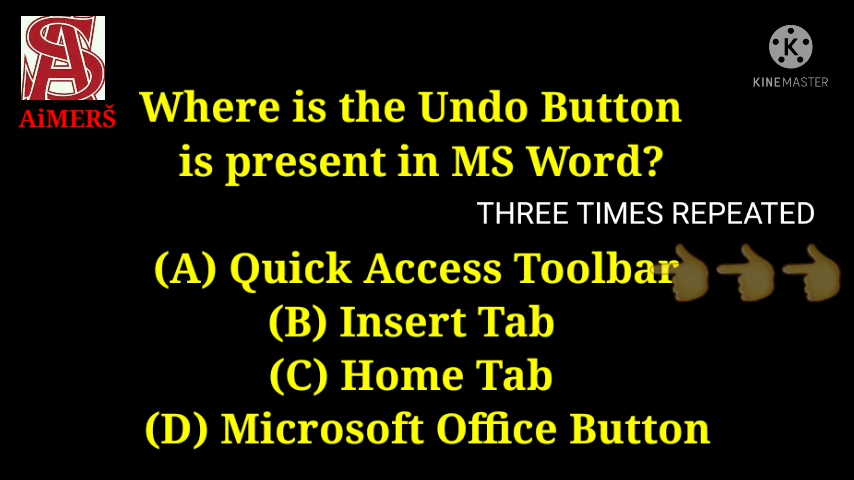 AiMERŠ
K
KINEMASTER
Where is the Undo Button
is present in MS Word?
THREE TIMES REPEATED
(A) Quick Access Toolbar
(B) Insert Tab
(C) Home Tab
(D) Microsoft Office Button